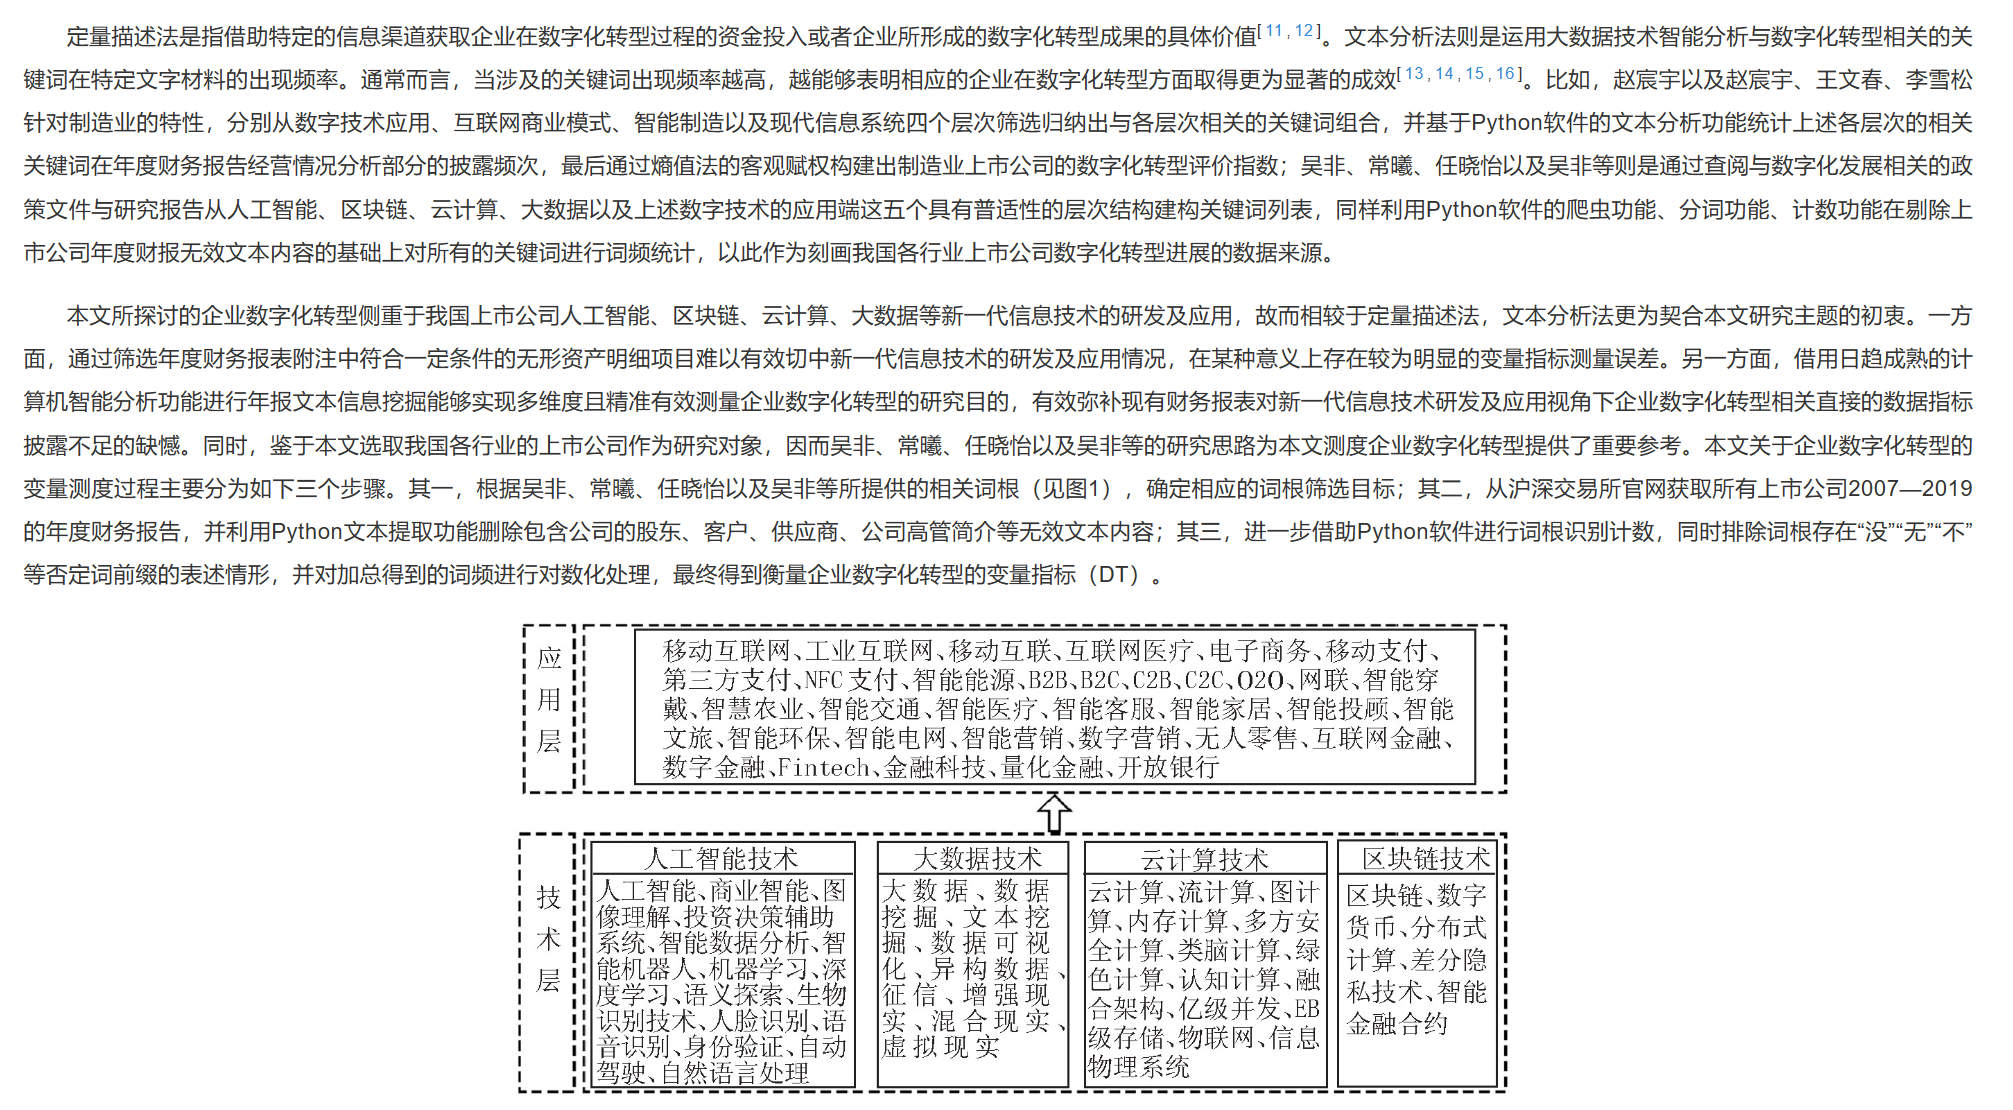 定量描述法是指借助特定的信息渠道获取企业在数字化转型过程的资金投入或者企业所形成的数字化转型成果的具体价值[11,12]。文本分析法则是运用大数据技术智能分析与数字化转型相关的关
键词在特定文字材料的出现频率。通常而言，当涉及的关键词出现频率越高，越能够表明相应的企业在数字化转型方面取得更为显著的成效[13,14,15,16]。比如，赵宸宇以及赵宸宇、王文春、李雪松
针对制造业的特性，分别从数字技术应用、互联网商业模式、智能制造以及现代信息系统四个层次筛选归纳出与各层次相关的关键词组合，并基于Python软件的文本分析功能统计上述各层次的相关
关键词在年度财务报告经营情况分析部分的披露频次，最后通过熵值法的客观赋权构建出制造业上市公司的数字化转型评价指数；吴非、常曦、任晓怡以及吴非等则是通过查阅与数字化发展相关的政
策文件与研究报告从人工智能、区块链、云计算、大数据以及上述数字技术的应用端这五个具有普适性的层次结构建构关键词列表，同样利用Python软件的爬虫功能、分词功能、计数功能在剔除上
市公司年度财报无效文本内容的基础上对所有的关键词进行词频统计，以此作为刻画我国各行业上市公司数字化转型进展的数据来源。
本文所探讨的企业数字化转型侧重于我国上市公司人工智能、区块链、云计算、大数据等新一代信息技术的研发及应用，故而相较于定量描述法，文本分析法更为契合本文研究主题的初衷。一方
面，通过筛选年度财务报表附注中符合一定条件的无形资产明细项目难以有效切中新一代信息技术的研发及应用情况，在某种意义上存在较为明显的变量指标测量误差。另一方面，借用日趋成熟的计
算机智能分析功能进行年报文本信息挖掘能够实现多维度且精准有效测量企业数字化转型的研究目的，有效弥补现有财务报表对新一代信息技术研发及应用视角下企业数字化转型相关直接的数据指标
披露不足的缺憾。同时，鉴于本文选取我国各行业的上市公司作为研究对象，因而吴非、常曦、任晓怡以及吴非等的研究思路为本文测度企业数字化转型提供了重要参考。本文关于企业数字化转型的
变量测度过程主要分为如下三个步骤。其一，根据吴非、常曦、任晓怡以及吴非等所提供的相关词根（见图1），确定相应的词根筛选目标；其二，从沪深交易所官网获取所有上市公司2007—2019
的年度财务报告，并利用Python文本提取功能删除包含公司的股东、客户、供应商、公司高管简介等无效文本内容；其三，进一步借助Python软件进行词根识别计数，同时排除词根存在“没”“无”“不”
等否定词前缀的表述情形，并对加总得到的词频进行对数化处理，最终得到衡量企业数字化转型的变量指标（DT）。
应用层
移动互联网、工业互联网、移动互联、互联网医疗、电子商务、移动支付、
第三方支付、NFC支付、智能能源、B2B、B2C、C2B、C2C、O2O、网联、智能穿
戴、智慧农业、智能交通、智能医疗、智能客服、智能家居、智能投顾、智能
文旅、智能环保、智能电网、智能营销、数字营销、无人零售、互联网金融、
数字金融、Fintech、金融科技、量化金融、开放银行
技术层
人工智能技术
人工智能、商业智能、图
像理解、投资决策辅助
系统、智能数据分析、智
能机器人、机器学习、深
度学习、语义探索、生物
识别技术、人脸识别、语
音识别、身份验证、自动
驾驶、自然语言处理
大数据技术
大数据、数据
挖掘、文本挖
掘、数据可视
化、异构数据、
征信、增强现
实、混合现实、
虚拟现实
云计算技术
云计算、流计算、图计
算、内存计算、多方安
全计算、类脑计算、绿
色计算、认知计算、融
合架构、亿级并发、EB
级存储、物联网、信息
物理系统
区块链技术
区块链、数字
货币、分布式
计算、差分隐
私技术、智能
金融合约